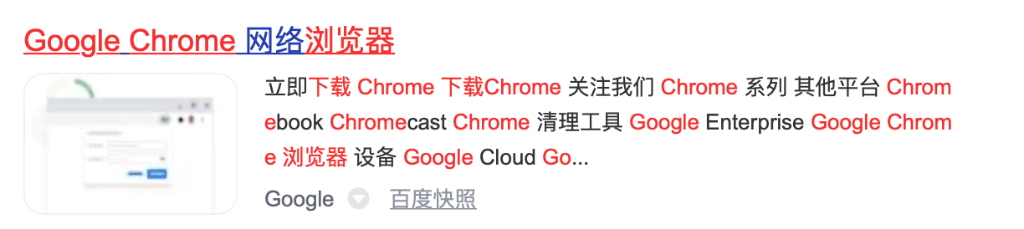 Google Chrome 网络浏览器
立即下载 Chrome 下载Chrome 关注我们 Chrome 系列 其他平台 Chrom
ebook Chromecast Chrome 清理工具 Google Enterprise Google Chrom
e 浏览器 设备 Google Cloud Go...
Google 百度快照